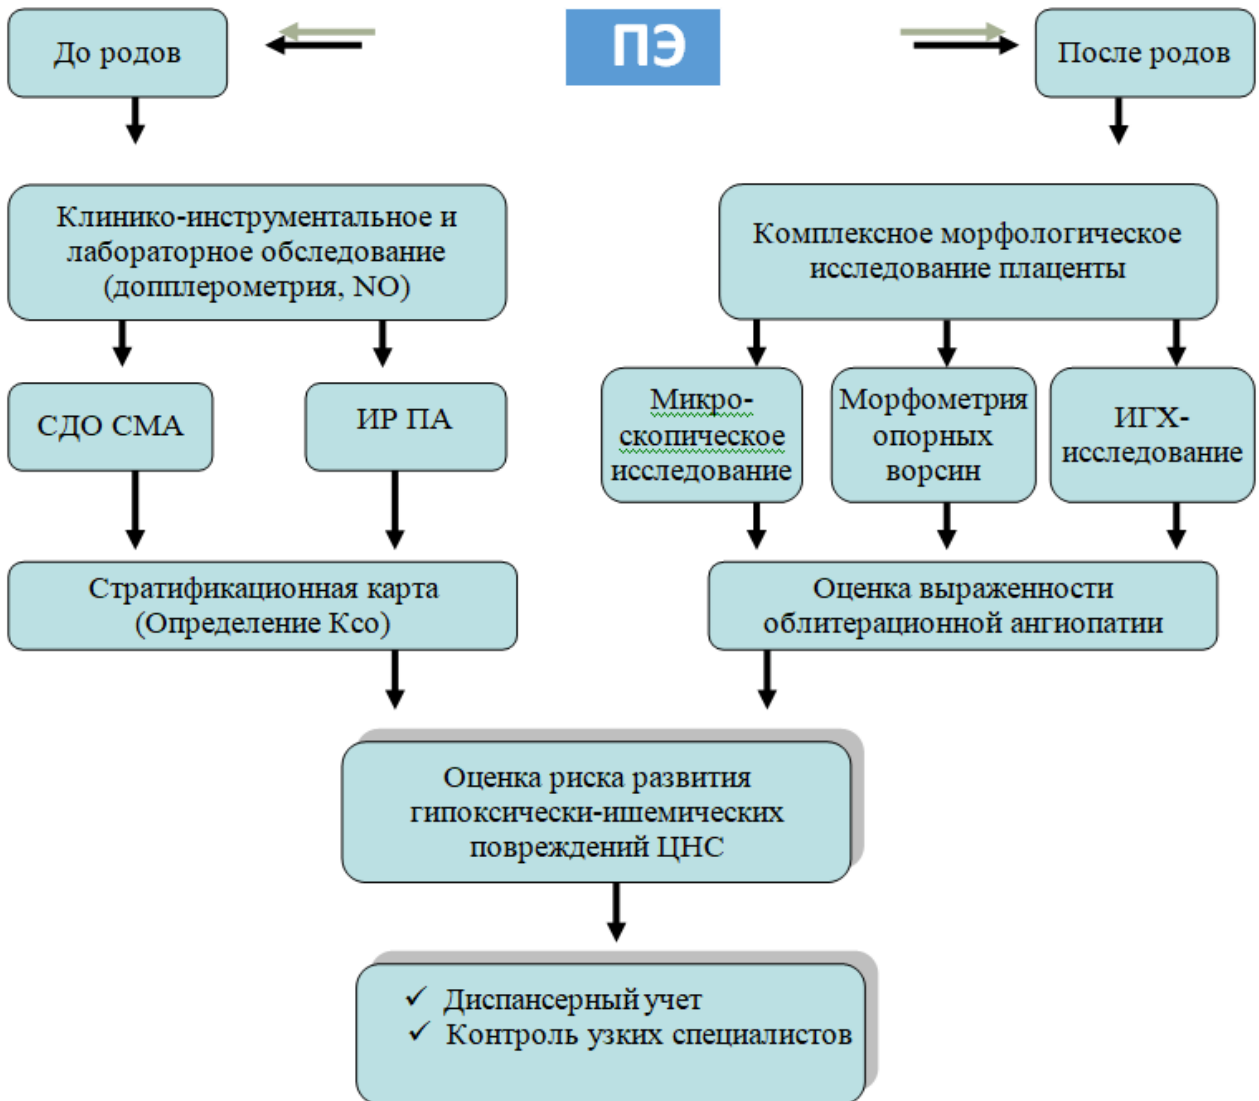 До родов
ПЭ
После родов
Клинико-инструментальное и
лабораторное обследование
(допплерометрия, NO)
Комплексное морфологическое
исследование плаценты
СДО СМА
ИР ПА
Микро-
скопическое
исследование
Морфометрия
опорных
ворсин
ИГХ-
исследование
Стратификационная карта
(Определение Ксо)
Оценка выраженности
облитерационной ангиопатии
Оценка риска развития
гипоксически-ишемических
повреждений ЦНС
✓ Диспансерный учет
✓ Контроль узких специалистов